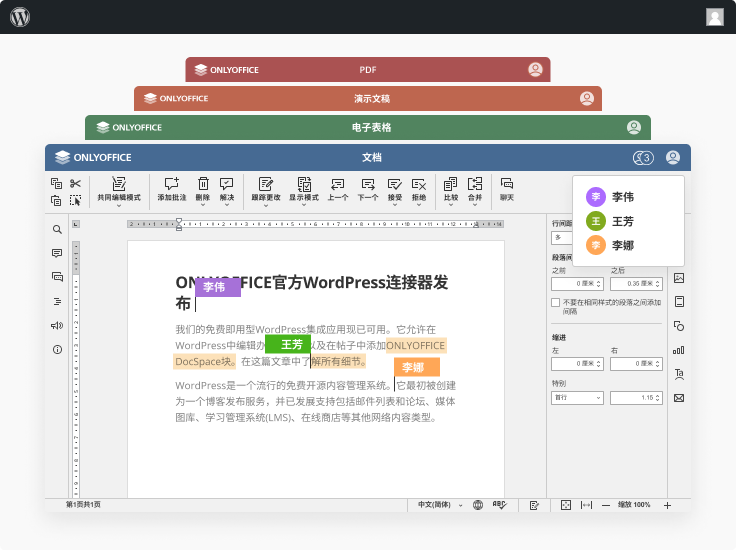 ONLYOFFICE PDF
ONLYOFFICE 演示文稿
ONLYOFFICE 电子表格
ONLYOFFICE 文档 3
共同编辑模式 添加批注 删除 解决 跟踪更改 显示模式 上一个 下一个 接受 拒绝 比较 合并 聊天
李 李伟
王 王芳
李 李娜
行间距
多
段落间
之前 之后
0 厘米 0.35 厘米
不要在相同样式的段落之间添加
间隔
缩进
左 右
0 厘米 0 厘米
特别
首行 1.15
ONLYOFFICE官方WordPress连接器发
李伟
布
我们的免费即用型WordPress集成应用现已可用。它允许在
WordPress中编辑办 王芳 以及在帖子中添加ONLYOFFICE
DocSpace块。在这篇文章中了解所有细节。
李娜
WordPress是一个流行的免费开源内容管理系统。它最初被创建
为一个博客发布服务，并已发展支持包括邮件列表和论坛、媒体
图库、学习管理系统(LMS)、在线商店等其他网络内容类型。
第1页共1页 中文(简体) ABC 缩放 100%